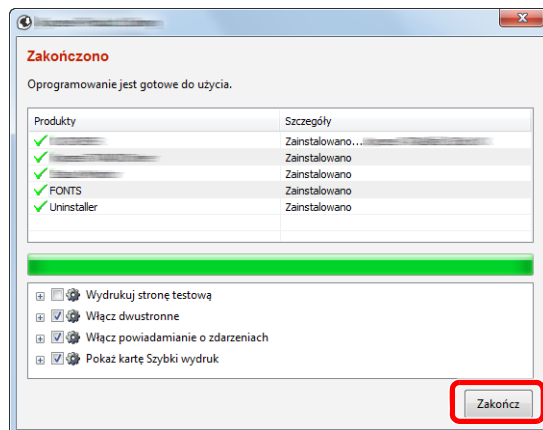 Zakończono
Oprogramowanie jest gotowe do użycia.
Produkty Szczegóły
Zainstalowano...
Zainstalowano
Zainstalowano
FONTS Zainstalowano
Uninstaller Zainstalowano
Wydrukuj stronę testową
Włącz dwustronne
Włącz powiadamianie o zdarzeniach
Pokaż kartę Szybki wydruk
Zakończ